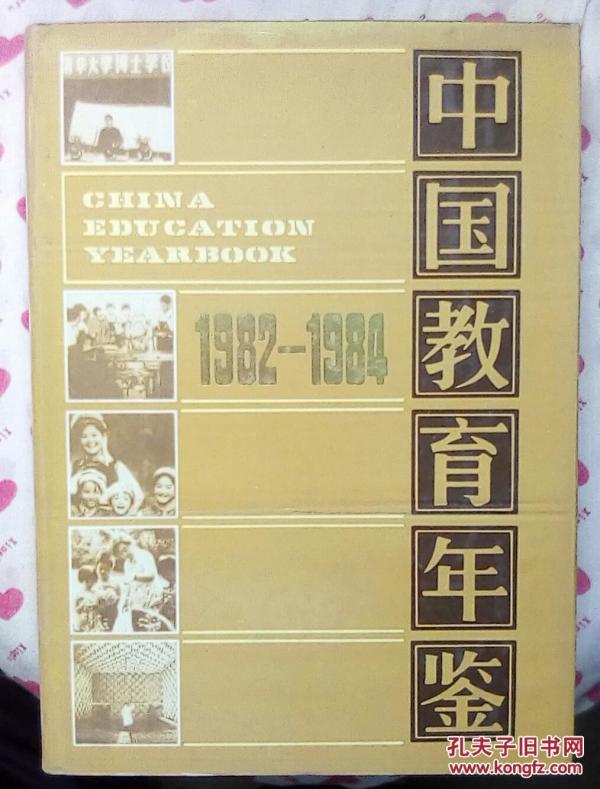 清华大学博士学位
CHINA
EDUCATION
YEARBOOK
1982-1984
中国教育年鉴
孔夫子旧书网
www.kongfz.com